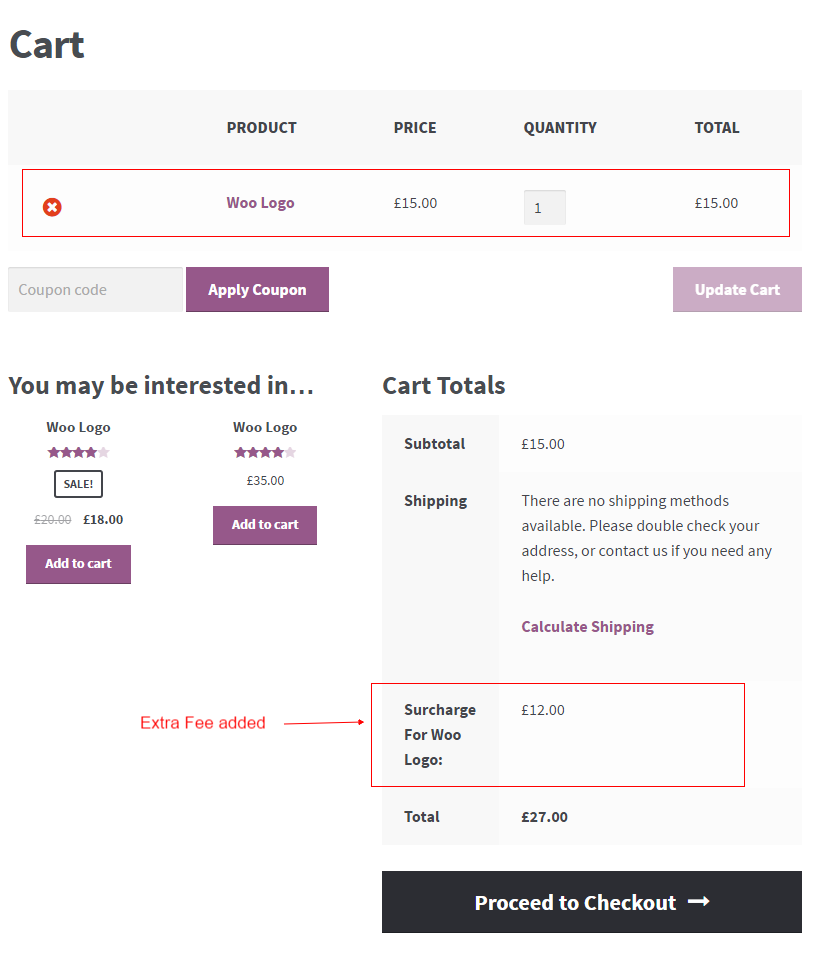 Cart
PRODUCT PRICE QUANTITY TOTAL
Woo Logo £15.00 1 £15.00
Coupon code Apply Coupon Update Cart
You may be interested in…
Woo Logo Woo Logo
SALE! £35.00
£20.00 £18.00 Add to cart
Add to cart
Cart Totals
Subtotal £15.00
Shipping There are no shipping methods
available. Please double check your
address, or contact us if you need any
help.
Calculate Shipping
Extra Fee added
Surcharge £12.00
For Woo
Logo:
Total £27.00
Proceed to Checkout